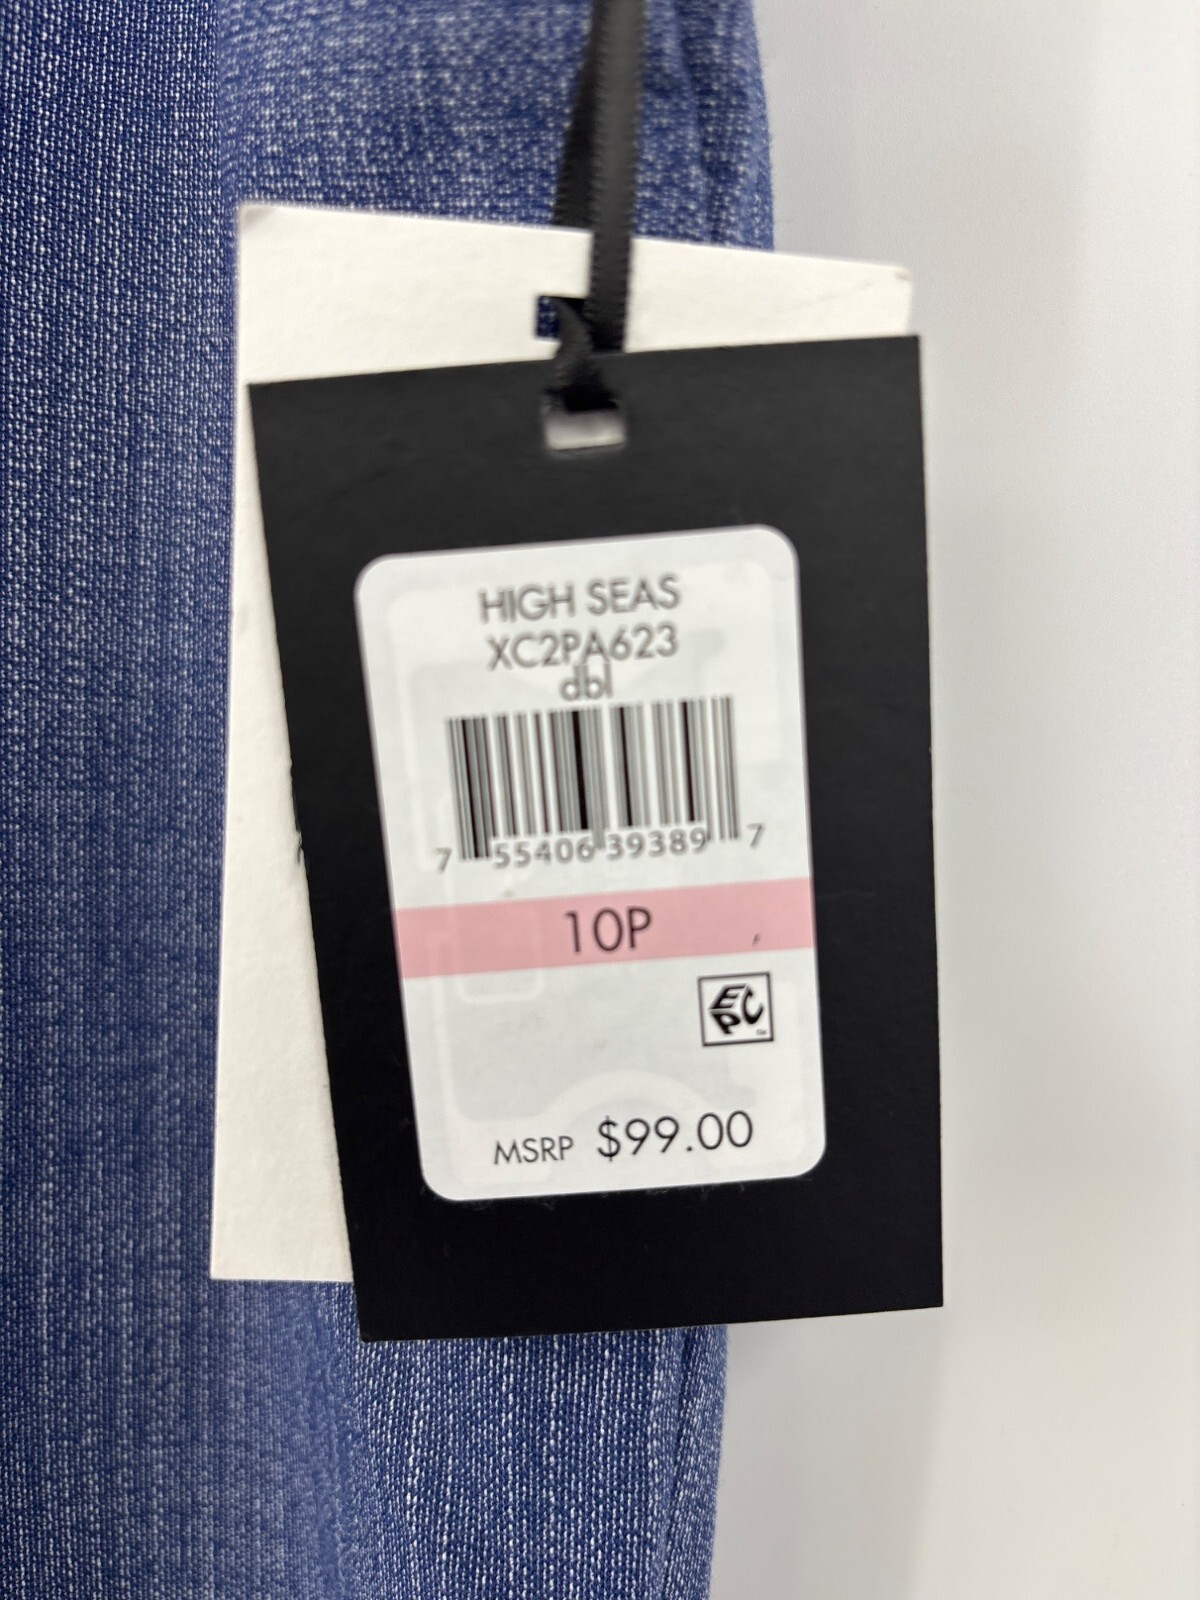 HIGH SEAS
XC2PA623
dbl
7 55406 39389 7
10P
EPC
MSRP $99.00